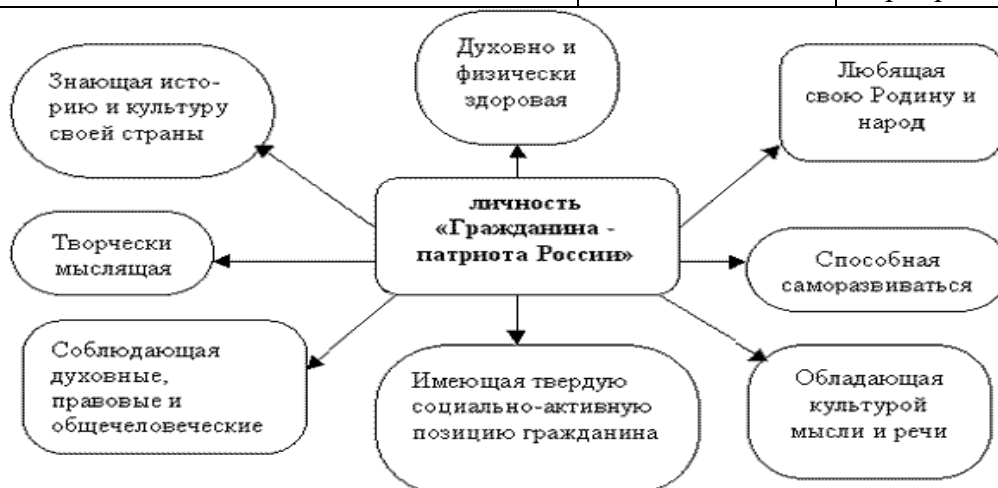 Духовно и
физически
здоровая
Знающая исто-
рию и культуру
своей страны
Любящая
свою Родину и
народ
личность
«Гражданина -
патриота России»
Творчески
мыслящая
Способная
саморазвиваться
Соблюдающая
духовные,
правовые и
общечеловеческие
Имеющая твердую
социально-активную
позицию гражданина
Обладающая
культурой
мысли и речи